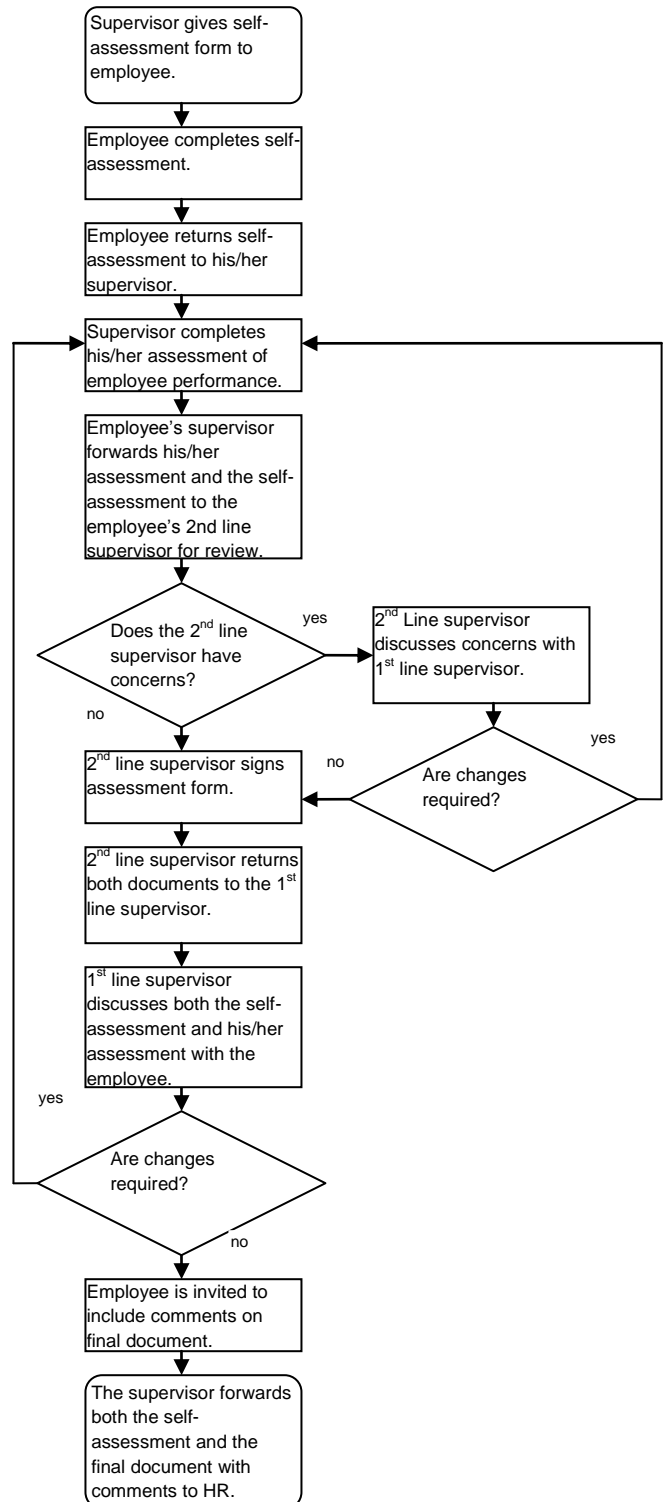 Supervisor gives self-
assessment form to
employee.
Employee completes self-
assessment.
Employee returns self-
assessment to his/her
supervisor.
Supervisor completes
his/her assessment of
employee performance.
Employee’s supervisor
forwards his/her
assessment and the self-
assessment to the
employee’s 2nd line
supervisor for review.
Does the 2nd line
supervisor have
concerns?
yes
2nd Line supervisor
discusses concerns with
1st line supervisor.
no
Are changes
required?
yes
no
2nd line supervisor signs
assessment form.
2nd line supervisor returns
both documents to the 1st
line supervisor.
1st line supervisor
discusses both the self-
assessment and his/her
assessment with the
employee.
yes
Are changes
required?
no
Employee is invited to
include comments on
final document.
The supervisor forwards
both the self-
assessment and the
final document with
comments to HR.